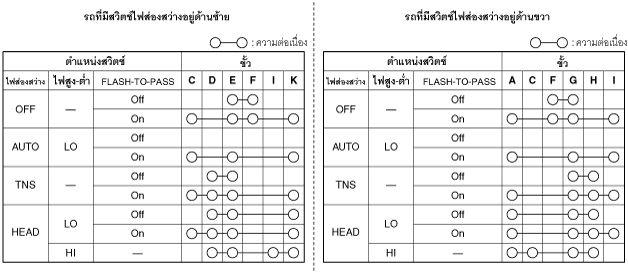 รถที่มีสวิตช์ไฟส่องสว่างอยู่ด้านซ้าย
: ความต่อเนื่อง
ตำแหน่งสวิตช์ ขั้ว
ไฟส่องสว่าง ไฟสูง-ต่ำ FLASH-TO-PASS C D E F I K
OFF — Off
On
AUTO LO Off
On
TNS — Off
On
HEAD LO Off
On
HI —
รถที่มีสวิตช์ไฟส่องสว่างอยู่ด้านขวา
: ความต่อเนื่อง
ตำแหน่งสวิตช์ ขั้ว
ไฟส่องสว่าง ไฟสูง-ต่ำ FLASH-TO-PASS A C F G H I
OFF — Off
On
AUTO LO Off
On
TNS — Off
On
HEAD LO Off
On
HI —